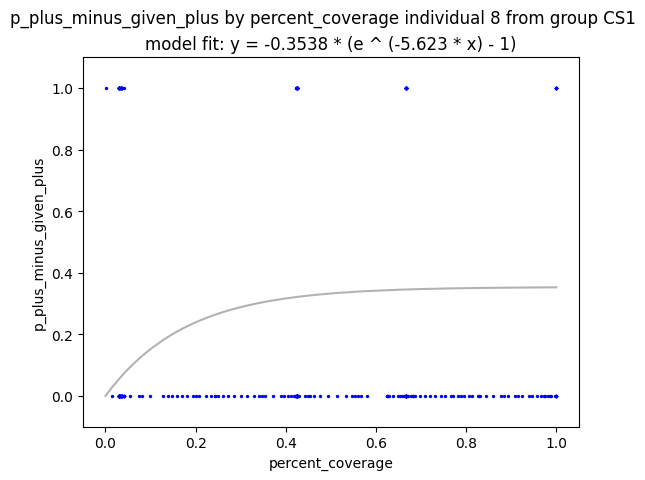 p_plus_minus_given_plus by percent_coverage individual 8 from group CS1
model fit: y = -0.3538 * (e ^ (-5.623 * x) - 1)
1.0
0.8
0.6
0.4
0.2
0.0
p_plus_minus_given_plus
0.0 0.2 0.4 0.6 0.8 1.0
percent_coverage